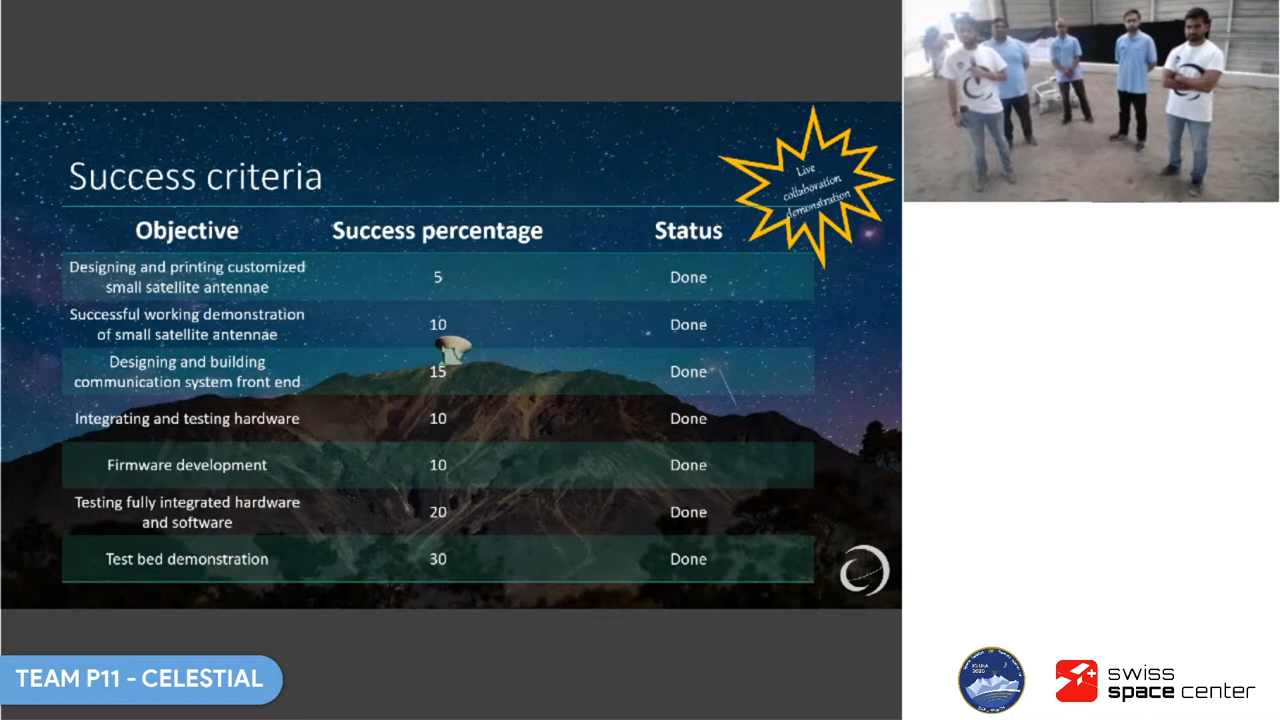 Success criteria
Live
collaboration
demonstration
Objective Success percentage Status
Designing and printing customized
small satellite antennae 5 Done
Successful working demonstration
of small satellite antennae 10 Done
Designing and building
communication system front end 15 Done
Integrating and testing hardware 10 Done
Firmware development 10 Done
Testing fully integrated hardware
and software 20 Done
Test bed demonstration 30 Done
TEAM P11 - CELESTIAL
IGLUNA
2020
swiss
space center